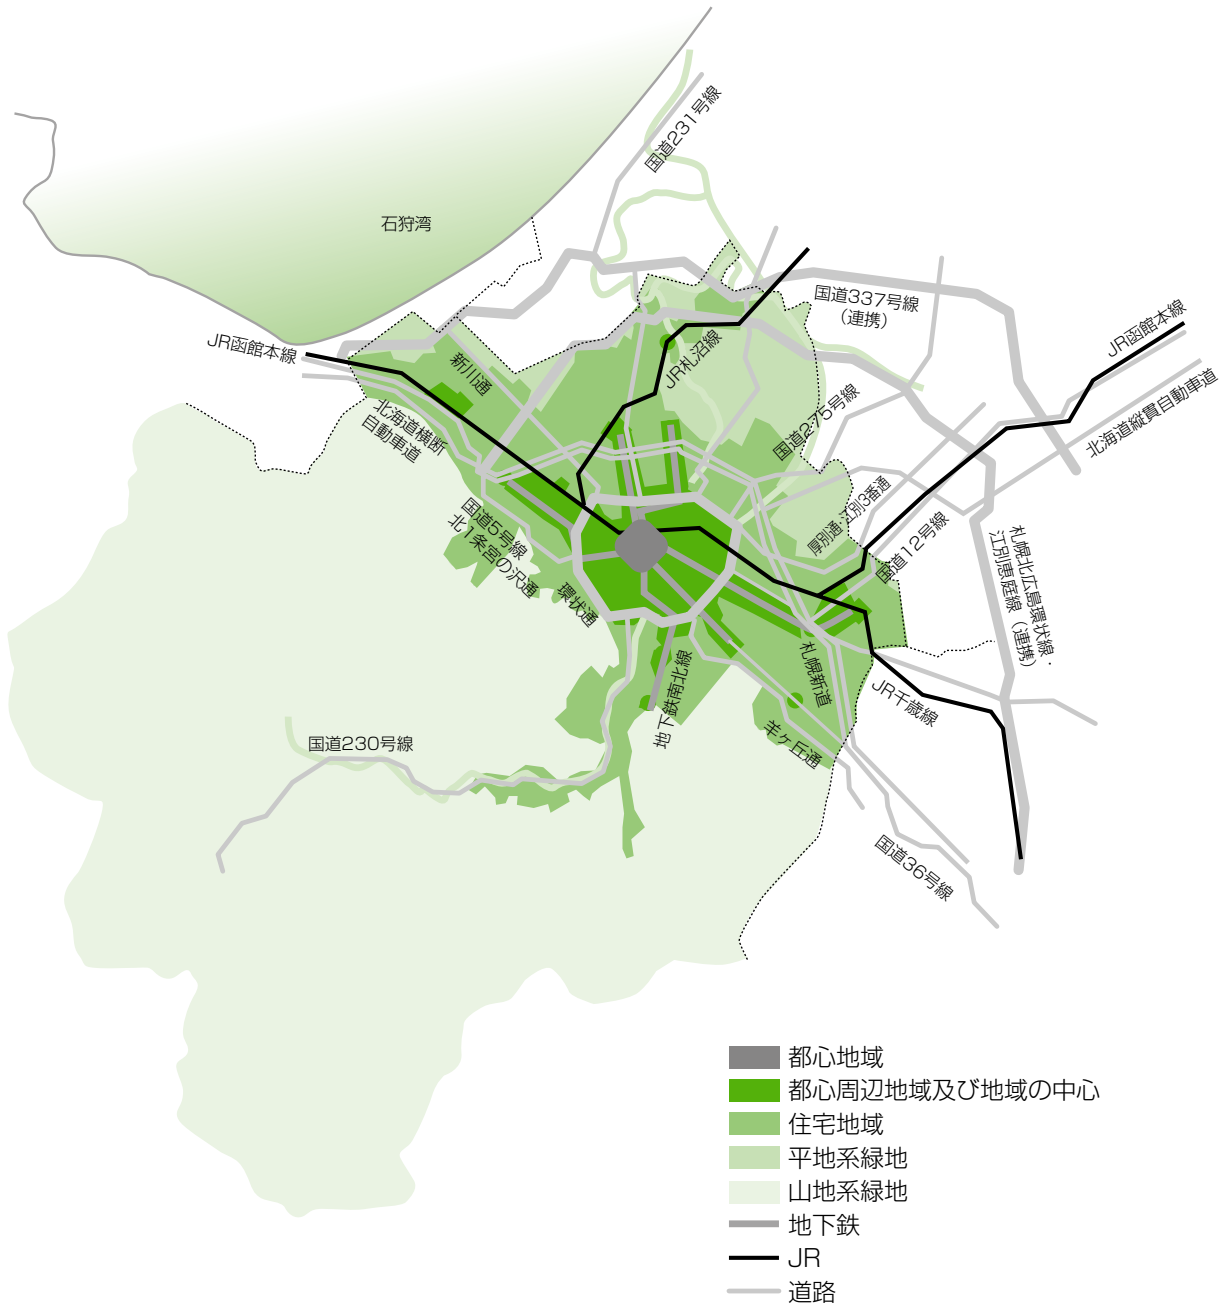 国道231号線
石狩湾
国道337号線
（連携）
JR函館本線
JR函館本線
JR札沼線
新川通
北海道縦貫自動車道
国道275号線
北海道横断
自動車道
厚別通・江別3番通
国道5号線
北1条宮の沢通
国道12号線
札幌北広島環状線・
江別恵庭線（連携）
環状通
地下鉄南北線
札幌新道
JR千歳線
羊ヶ丘通
国道230号線
国道36号線
都心地域
都心周辺地域及び地域の中心
住宅地域
平地系緑地
山地系緑地
地下鉄
JR
道路